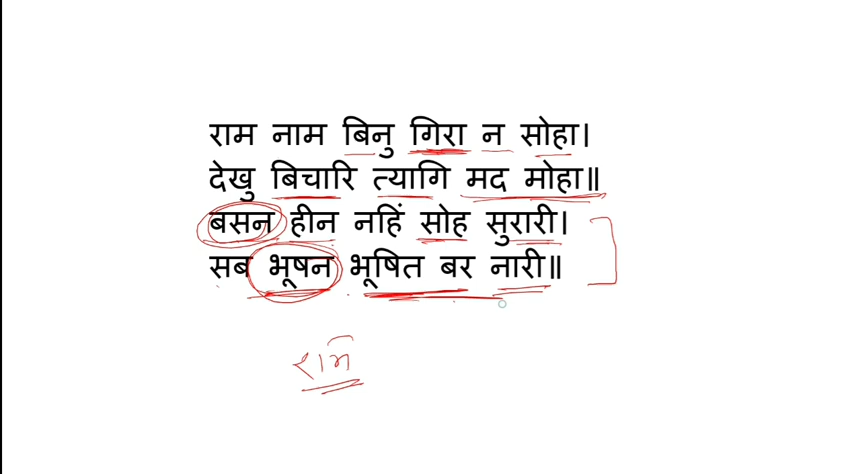 राम नाम बिनु गिरा न सोहा।
देखु बिचारि त्यागि मद मोहा॥
बसन हीन नहिं सोह सुरारी।
सब भूषन भूषित बर नारी॥
राम